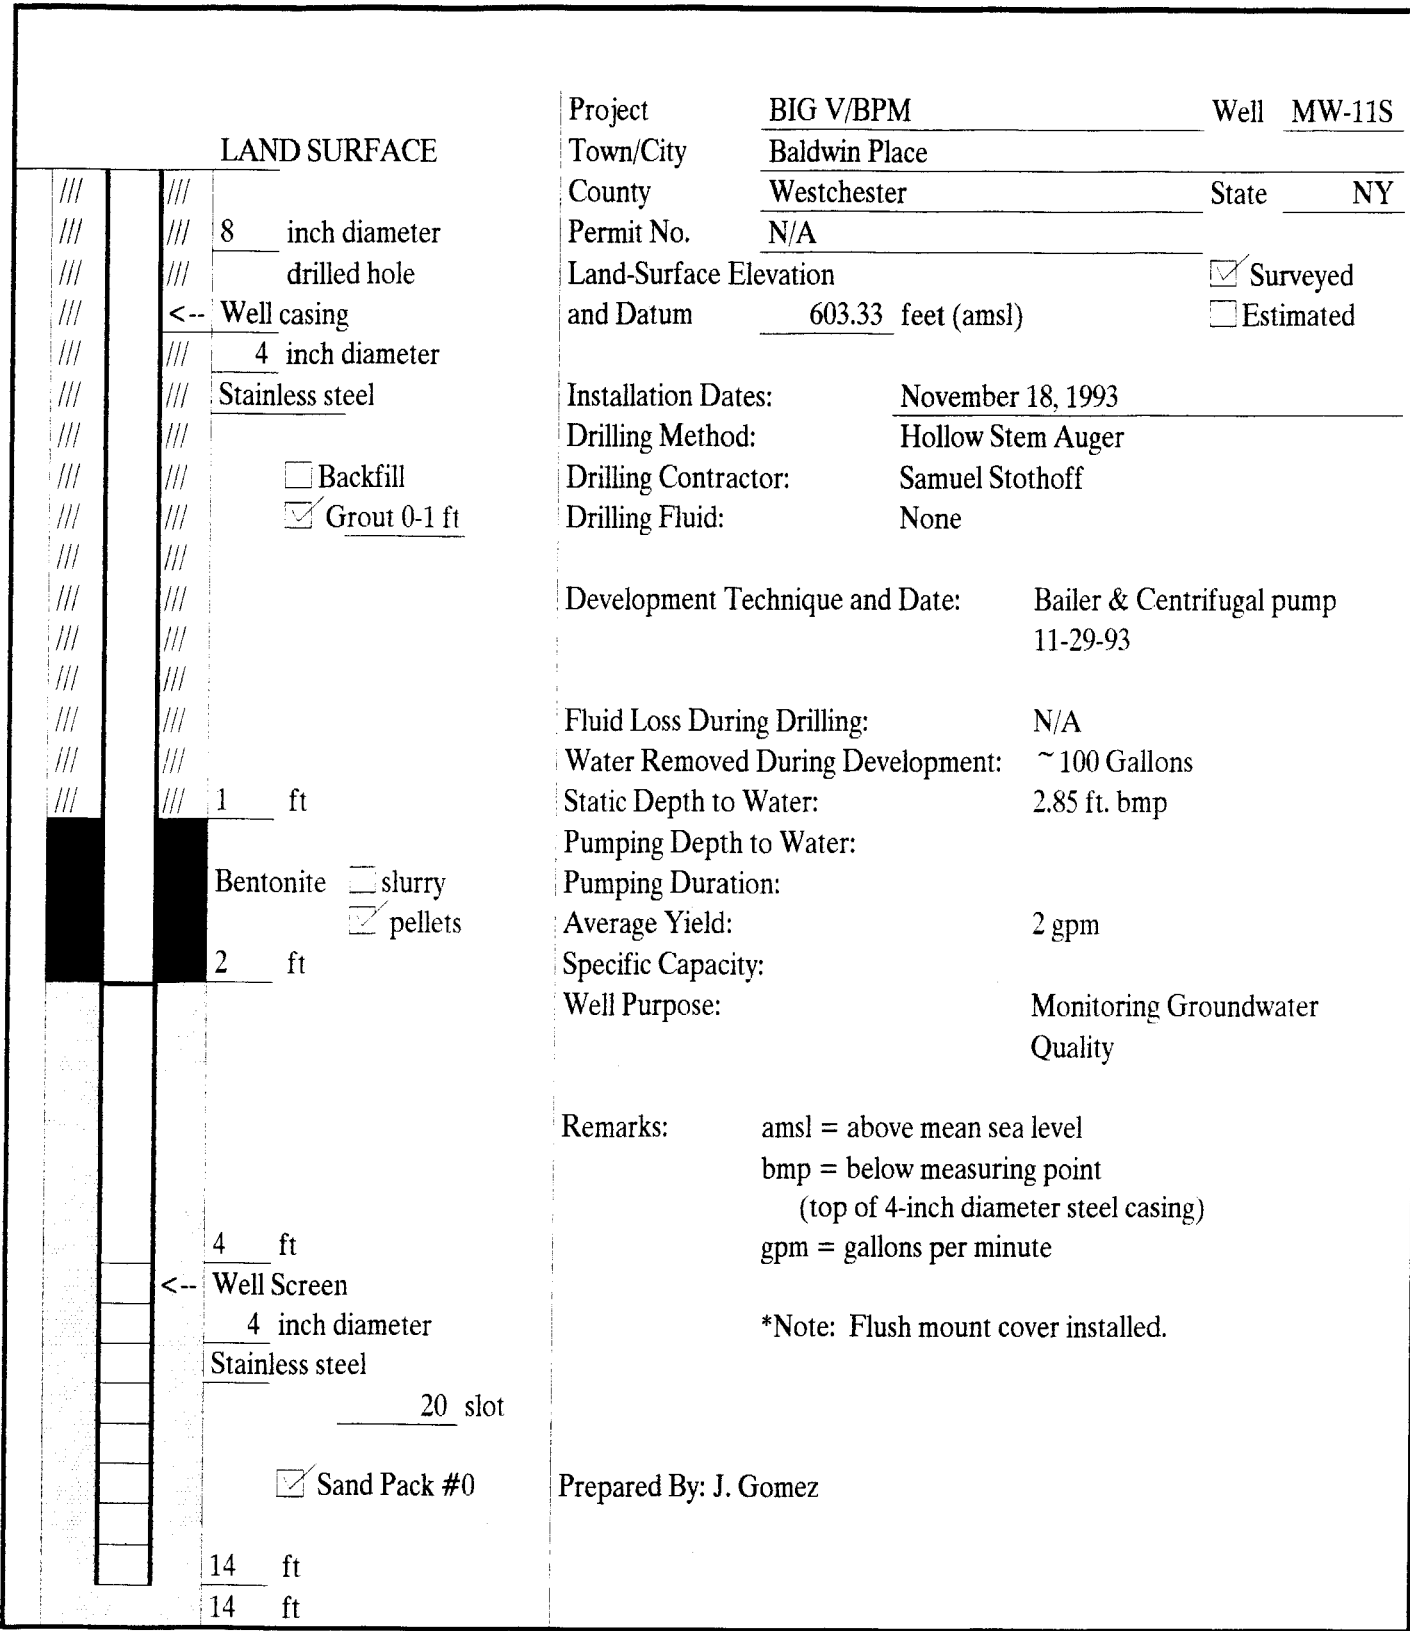 Project BIG V/BPM Well MW-11S
LAND SURFACE
Town/City Baldwin Place
County Westchester State NY
8 inch diameter
drilled hole
Permit No. N/A
Land-Surface Elevation
and Datum 603.33 feet (amsl)
Surveyed
Estimated
<-- Well casing
4 inch diameter
Stainless steel
Installation Dates: November 18, 1993
Drilling Method: Hollow Stem Auger
Backfill
Drilling Contractor: Samuel Stothoff
Grout 0-1 ft
Drilling Fluid: None
Development Technique and Date: Bailer & Centrifugal pump
11-29-93
Fluid Loss During Drilling: N/A
Water Removed During Development: ~100 Gallons
1 ft
Static Depth to Water: 2.85 ft. bmp
Pumping Depth to Water:
Bentonite slurry
pellets
Pumping Duration:
Average Yield: 2 gpm
2 ft
Specific Capacity:
Well Purpose: Monitoring Groundwater
Quality
Remarks: amsl = above mean sea level
bmp = below measuring point
(top of 4-inch diameter steel casing)
gpm = gallons per minute
4 ft
<-- Well Screen
4 inch diameter
*Note: Flush mount cover installed.
Stainless steel
20 slot
Sand Pack #0
Prepared By: J. Gomez
14 ft
14 ft